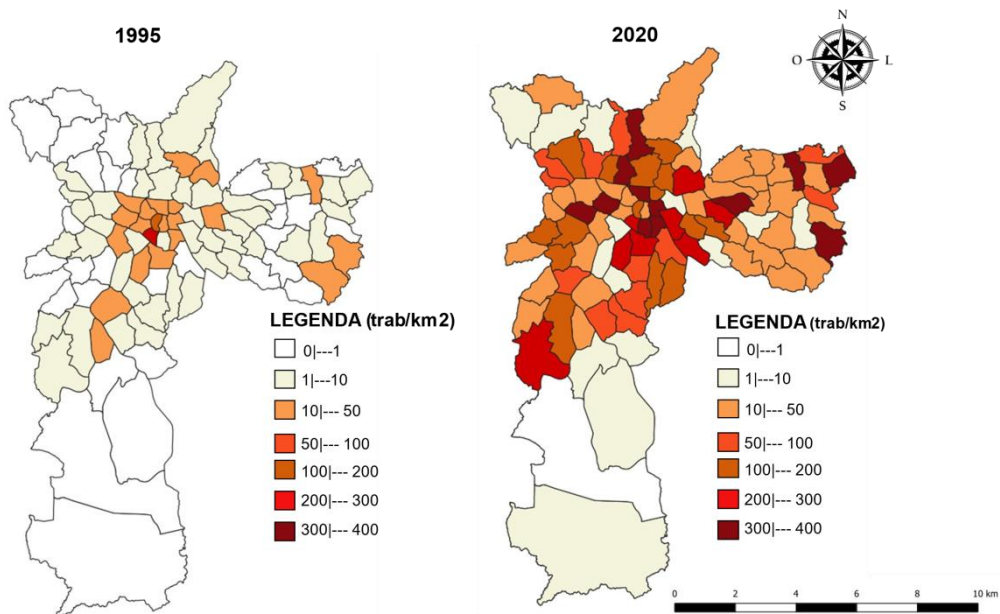 1995
2020
N
O
L
S
LEGENDA (trab/km2)
0|---1
1|---10
10|--- 50
50|--- 100
100|--- 200
200|--- 300
300|--- 400
LEGENDA (trab/km2)
0|---1
1|---10
10|--- 50
50|--- 100
100|--- 200
200|--- 300
300|--- 400
0 2 4 6 8 10 km